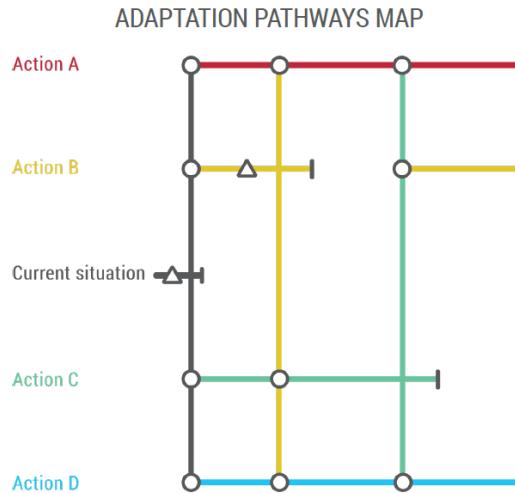 ADAPTATION PATHWAYS MAP
Action A
Action B
Current situation
Action C
Action D